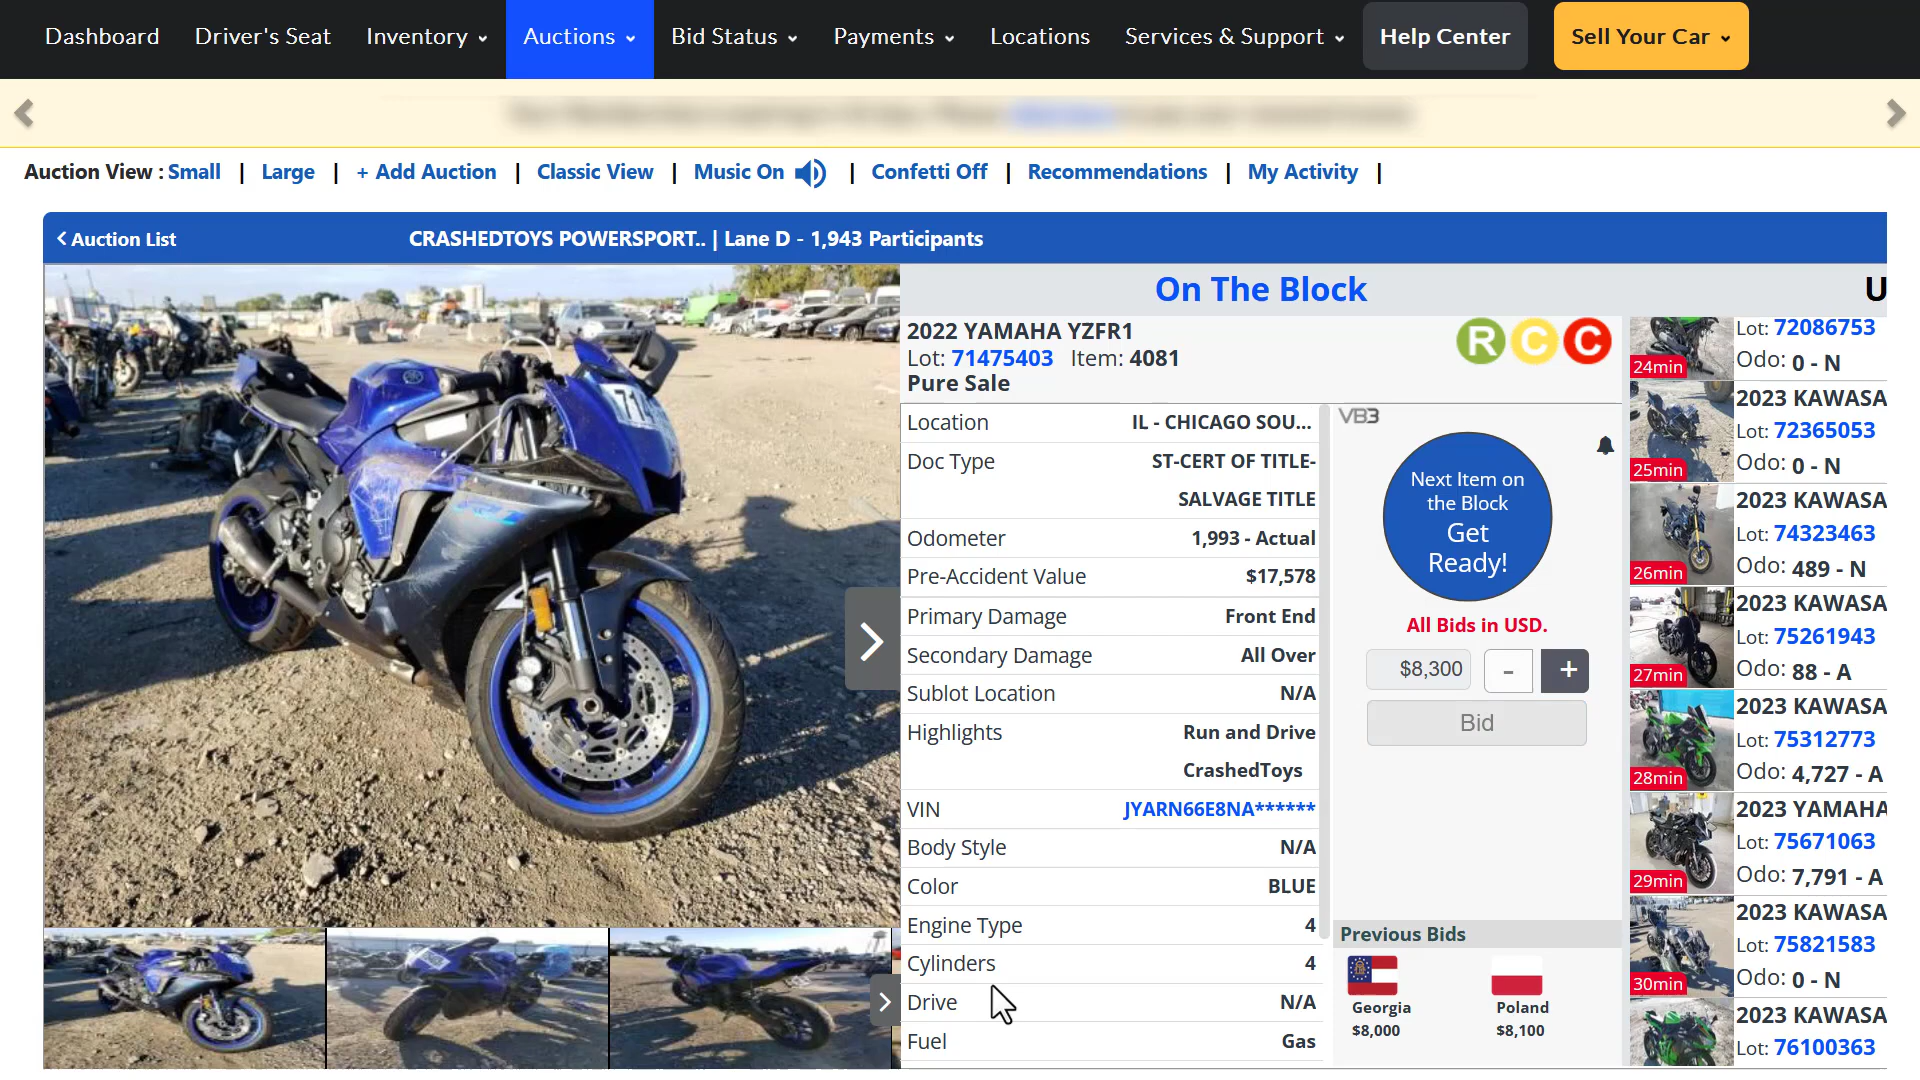 Dashboard Driver's Seat Inventory Auctions Bid Status Payments Locations Services & Support Help Center Sell Your Car
Auction View : Small | Large | + Add Auction | Classic View | Music On | Confetti Off | Recommendations | My Activity |
Auction List
CRASHEDTOYS POWERSPORT.. | Lane D - 1,943 Participants
On The Block
U
2022 YAMAHA YZFR1
Lot: 71475403 Item: 4081
Pure Sale
R C C
Location IL - CHICAGO SOU...
Doc Type ST-CERT OF TITLE-
SALVAGE TITLE
Odometer 1,993 - Actual
Pre-Accident Value $17,578
Primary Damage Front End
Secondary Damage All Over
Sublot Location N/A
Highlights Run and Drive
CrashedToys
VIN JYARN66E8NA******
Body Style N/A
Color BLUE
Engine Type 4
Cylinders 4
Drive N/A
Fuel Gas
VB3
Next Item on
the Block
Get
Ready!
All Bids in USD.
$8,300 - +
Bid
Previous Bids
Georgia
$8,000
Poland
$8,100
Lot: 72086753
Odo: 0 - N
24min
2023 KAWASA
Lot: 72365053
Odo: 0 - N
25min
2023 KAWASA
Lot: 74323463
Odo: 489 - N
26min
2023 KAWASA
Lot: 75261943
Odo: 88 - A
27min
2023 KAWASA
Lot: 75312773
Odo: 4,727 - A
28min
2023 YAMAHA
Lot: 75671063
Odo: 7,791 - A
29min
2023 KAWASA
Lot: 75821583
Odo: 0 - N
30min
2023 KAWASA
Lot: 76100363